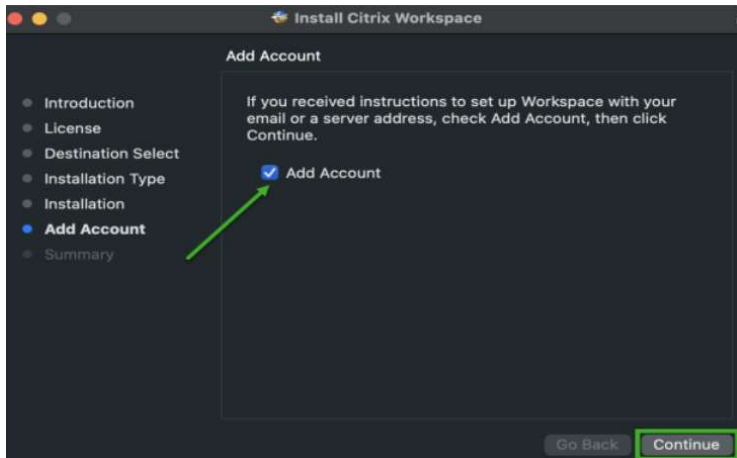 Install Citrix Workspace
Add Account
Introduction
License
Destination Select
Installation Type
Installation
Add Account
Summary
If you received instructions to set up Workspace with your
email or a server address, check Add Account, then click
Continue.
Add Account
Go Back
Continue